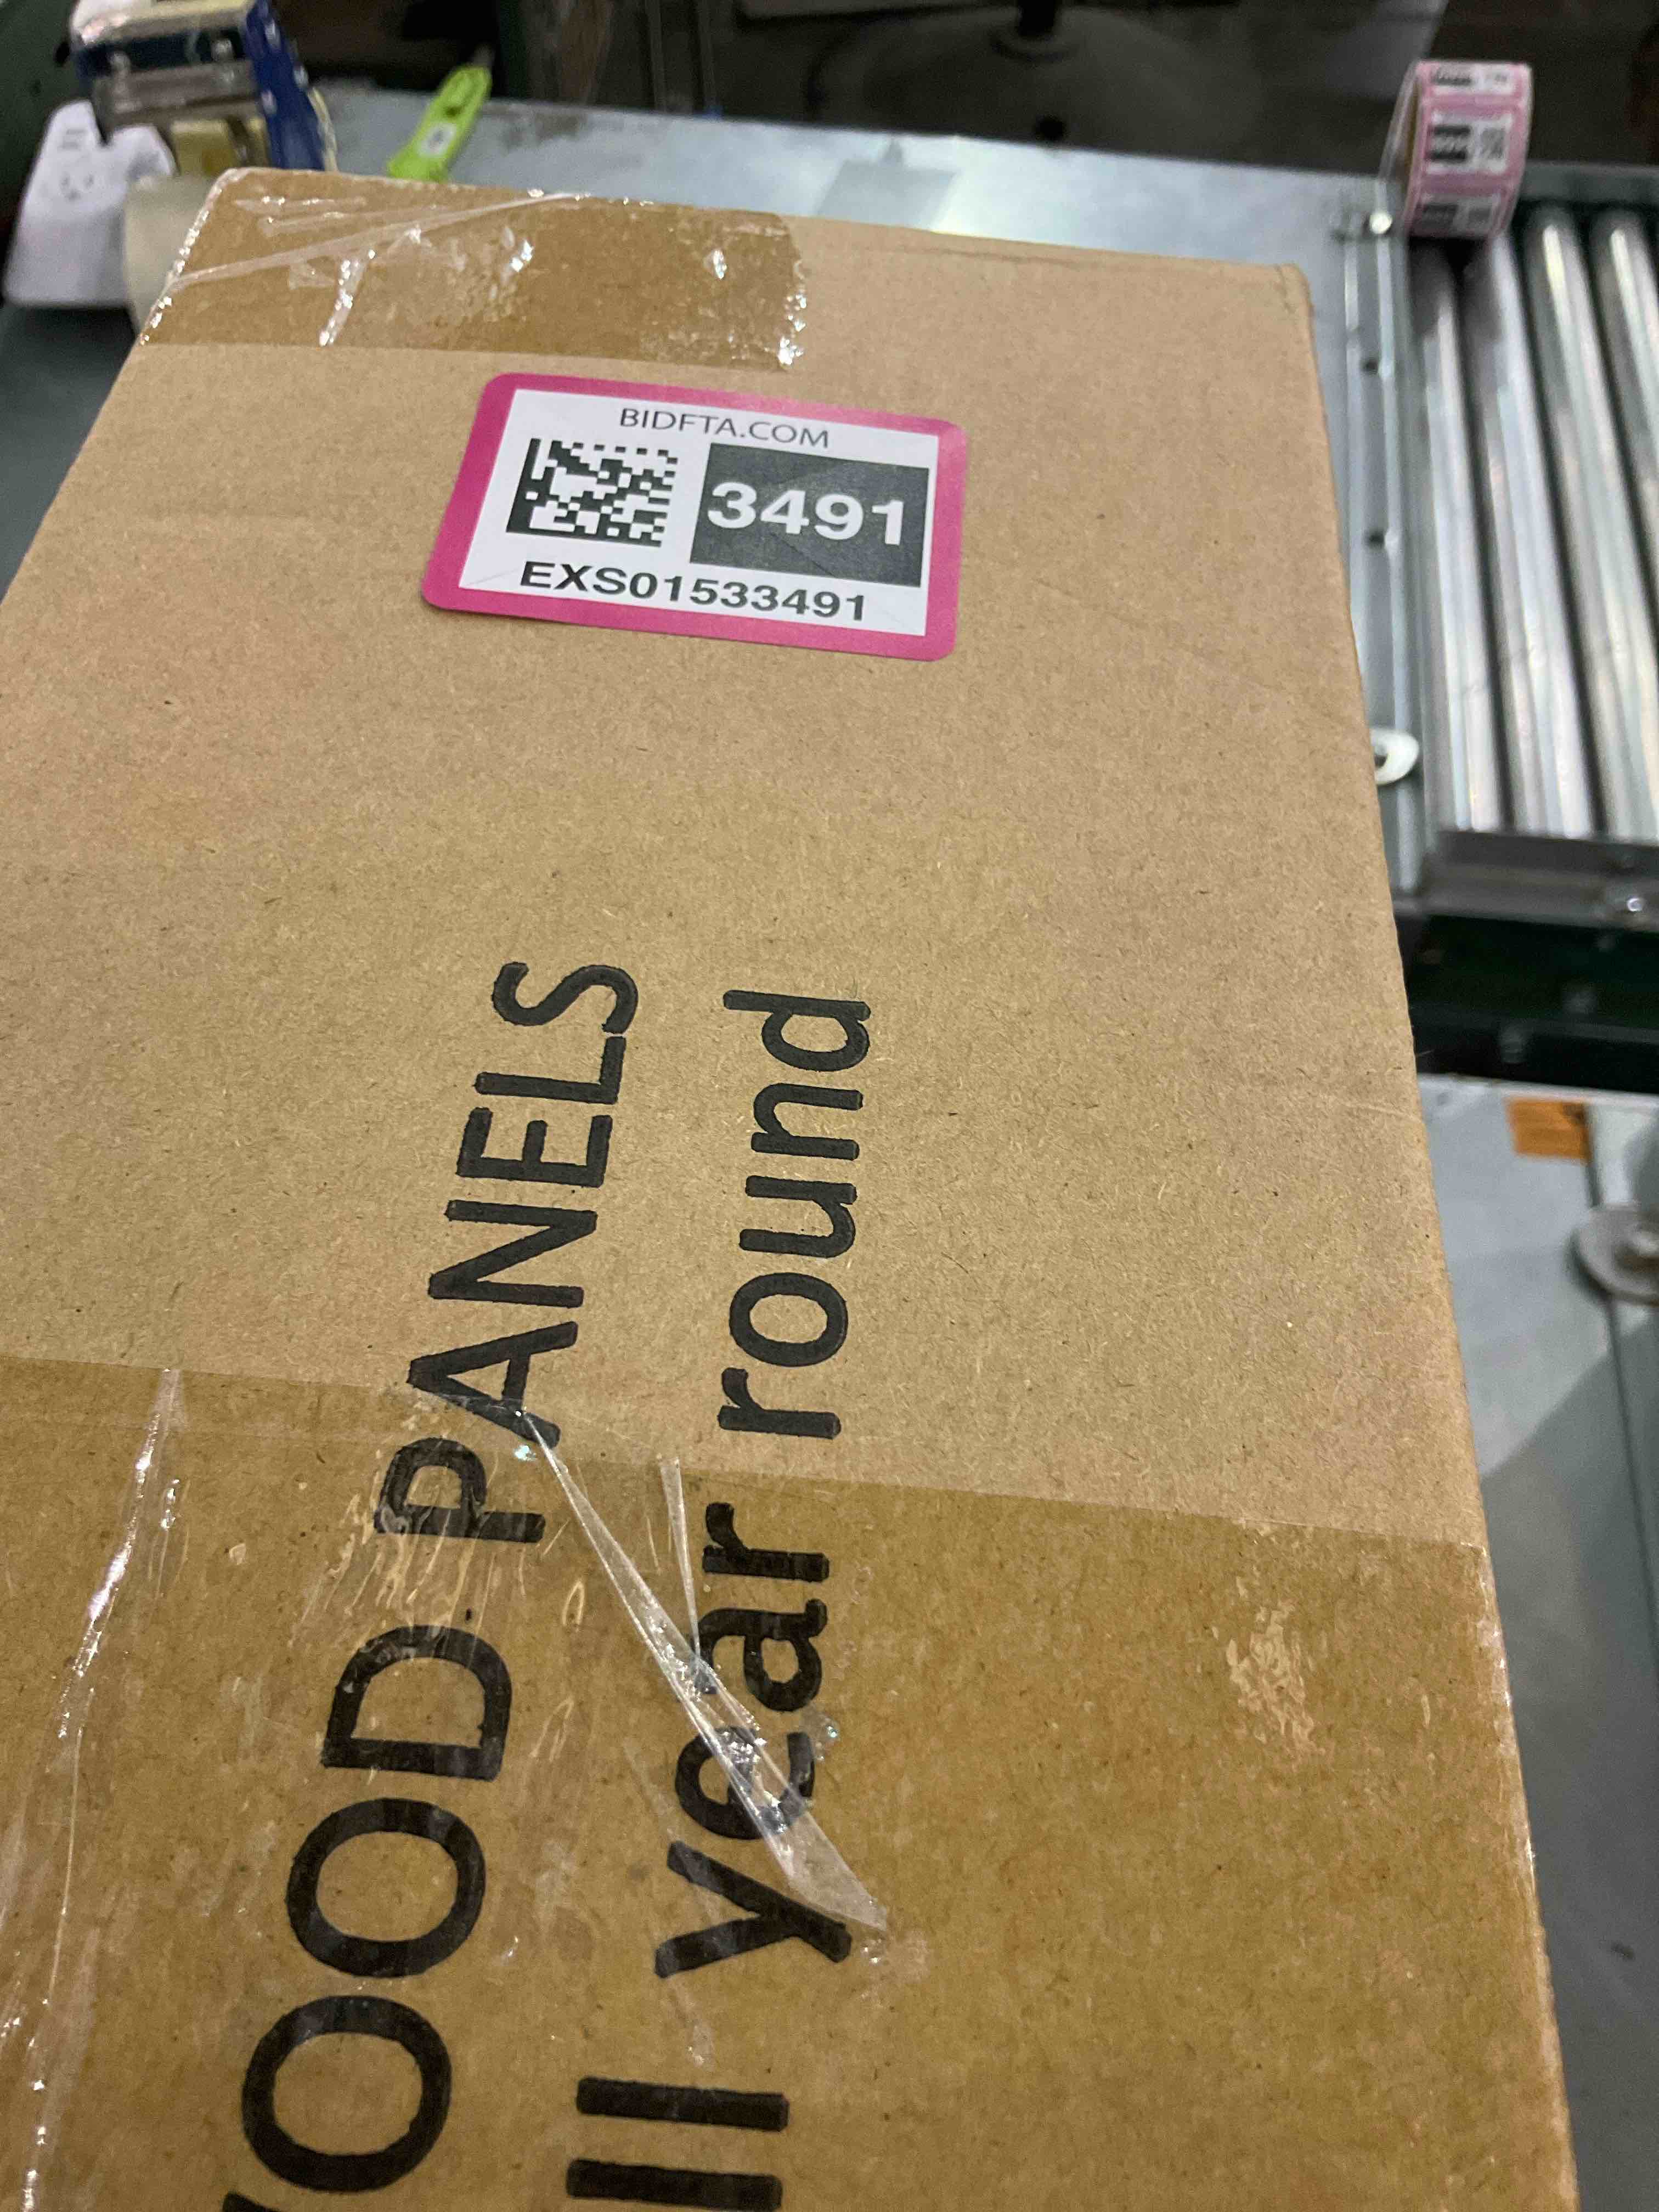 BIDFTA.COM
3491
EXS01533491
OOD PANELS
ll year round